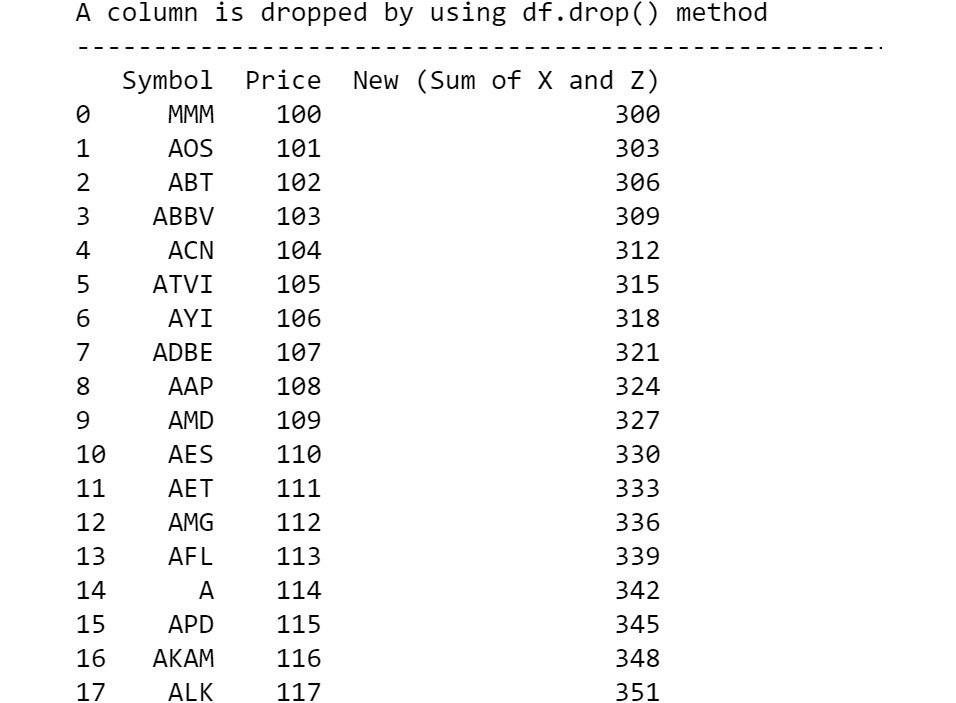 A column is dropped by using df.drop() method
-----------------------------------------------------
Symbol Price New (Sum of X and Z)
0 MMM 100 300
1 AOS 101 303
2 ABT 102 306
3 ABBV 103 309
4 ACN 104 312
5 ATVI 105 315
6 AYI 106 318
7 ADBE 107 321
8 AAP 108 324
9 AMD 109 327
10 AES 110 330
11 AET 111 333
12 AMG 112 336
13 AFL 113 339
14 A 114 342
15 APD 115 345
16 AKAM 116 348
17 ALK 117 351